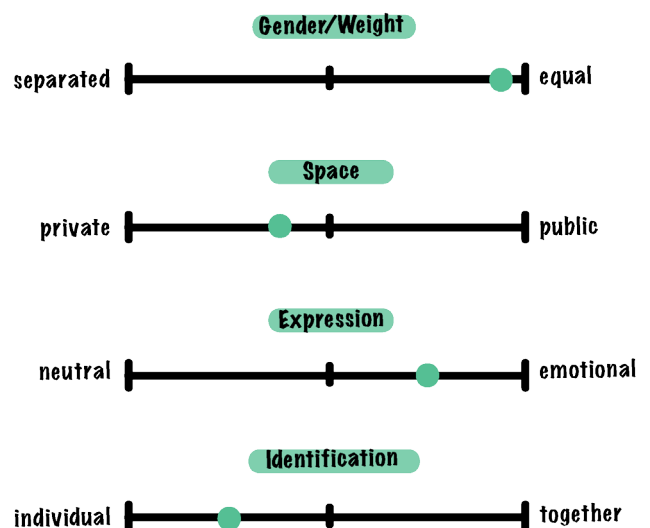 Gender/Weight
separated equal
Space
private public
Expression
neutral emotional
Identification
individual together